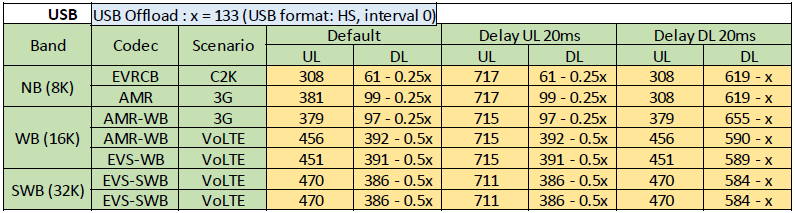 USB USB Offload : x = 133 (USB format: HS, interval 0)
Band Codec Scenario Default Delay UL 20ms Delay DL 20ms
UL DL UL DL UL DL
NB (8K) EVRCB C2K 308 61 - 0.25x 717 61 - 0.25x 308 619 - x
AMR 3G 381 99 - 0.25x 717 99 - 0.25x 308 619 - x
WB (16K) AMR-WB 3G 379 97 - 0.25x 715 97 - 0.25x 379 655 - x
AMR-WB VoLTE 456 392 - 0.5x 715 392 - 0.5x 456 590 - x
EVS-WB VoLTE 451 391 - 0.5x 715 391 - 0.5x 451 589 - x
SWB (32K) EVS-SWB VoLTE 470 386 - 0.5x 711 386 - 0.5x 470 584 - x
EVS-SWB VoLTE 470 386 - 0.5x 711 386 - 0.5x 470 584 - x